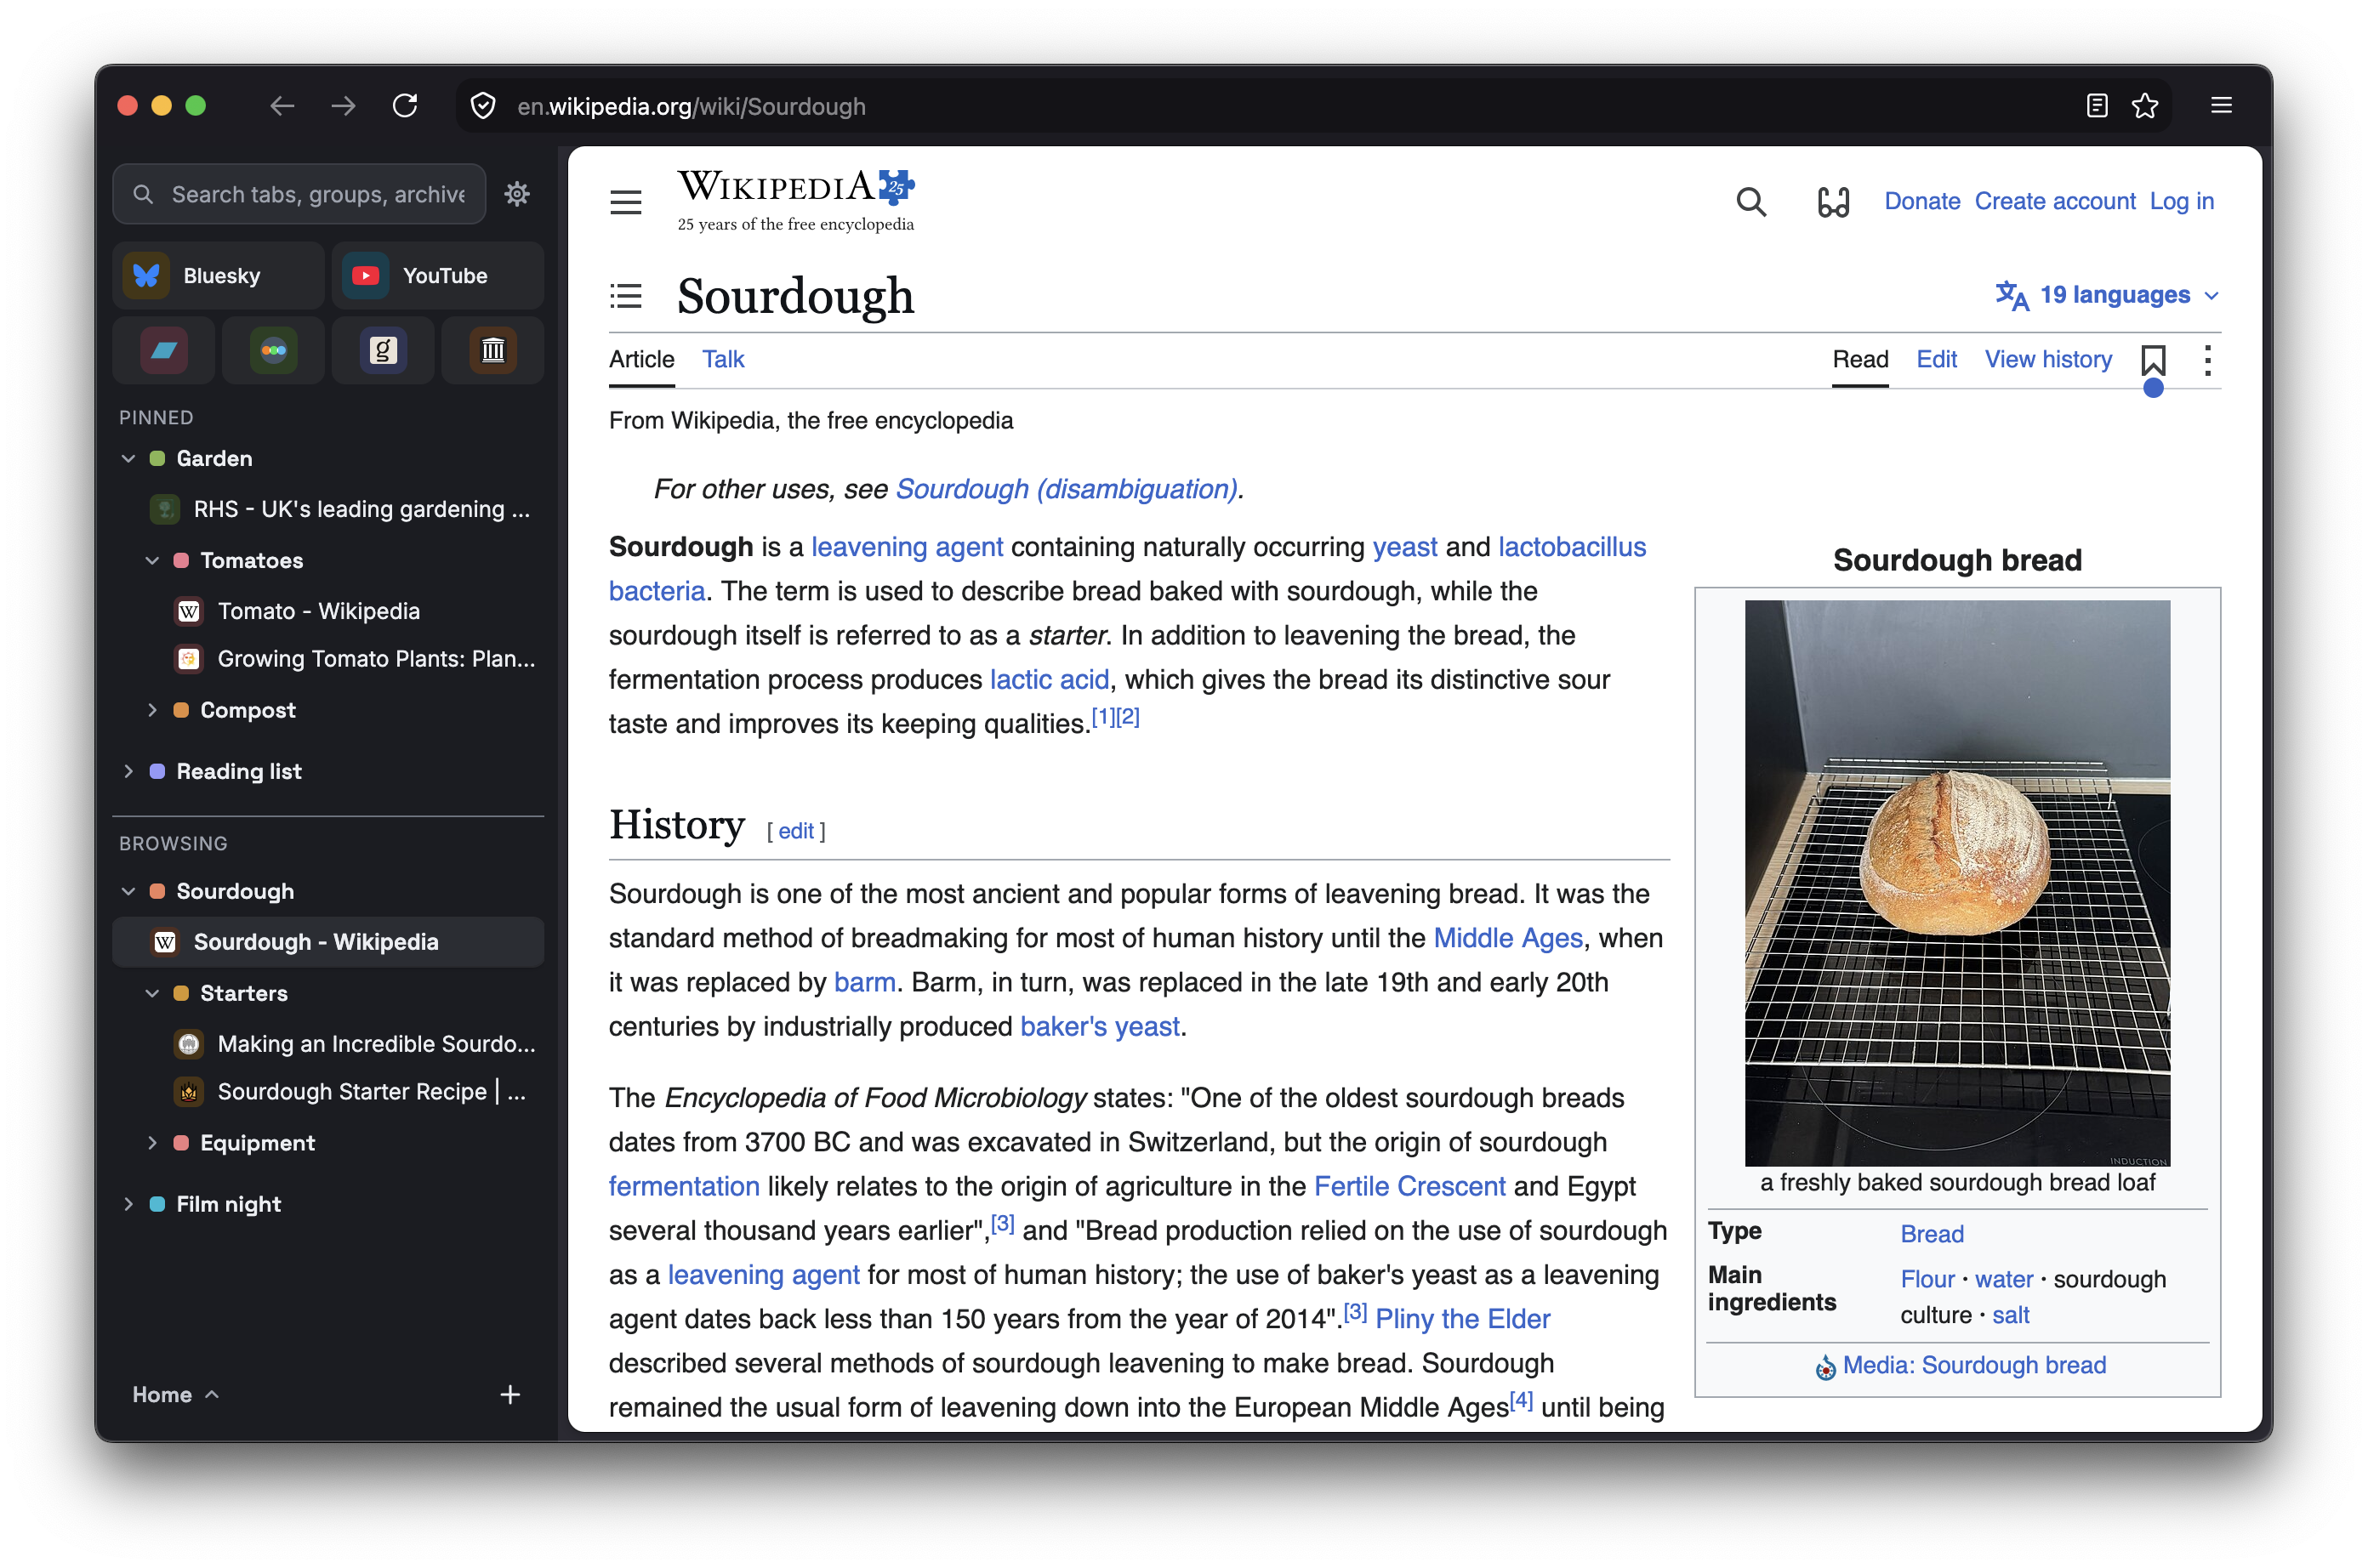 en.wikipedia.org/wiki/Sourdough
Search tabs, groups, archive
Bluesky
YouTube
g
PINNED
Garden
RHS - UK's leading gardening ...
Tomatoes
W Tomato - Wikipedia
Growing Tomato Plants: Plan...
Compost
Reading list
BROWSING
Sourdough
W Sourdough - Wikipedia
Starters
Making an Incredible Sourdo...
Sourdough Starter Recipe | ...
Equipment
Film night
Home
WIKIPEDIA 25
25 years of the free encyclopedia
Donate Create account Log in
Sourdough
19 languages
Article Talk
Read Edit View history
From Wikipedia, the free encyclopedia
For other uses, see Sourdough (disambiguation).
Sourdough is a leavening agent containing naturally occurring yeast and lactobacillus
bacteria. The term is used to describe bread baked with sourdough, while the
sourdough itself is referred to as a starter. In addition to leavening the bread, the
fermentation process produces lactic acid, which gives the bread its distinctive sour
taste and improves its keeping qualities.[1][2]
History [ edit ]
Sourdough is one of the most ancient and popular forms of leavening bread. It was the
standard method of breadmaking for most of human history until the Middle Ages, when
it was replaced by barm. Barm, in turn, was replaced in the late 19th and early 20th
centuries by industrially produced baker's yeast.
The Encyclopedia of Food Microbiology states: "One of the oldest sourdough breads
dates from 3700 BC and was excavated in Switzerland, but the origin of sourdough
fermentation likely relates to the origin of agriculture in the Fertile Crescent and Egypt
several thousand years earlier",[3] and "Bread production relied on the use of sourdough
as a leavening agent for most of human history; the use of baker's yeast as a leavening
agent dates back less than 150 years from the year of 2014".[3] Pliny the Elder
described several methods of sourdough leavening to make bread. Sourdough
remained the usual form of leavening down into the European Middle Ages[4] until being
Sourdough bread
INDUCTION
a freshly baked sourdough bread loaf
Type Bread
Main ingredients Flour · water · sourdough
culture · salt
Media: Sourdough bread